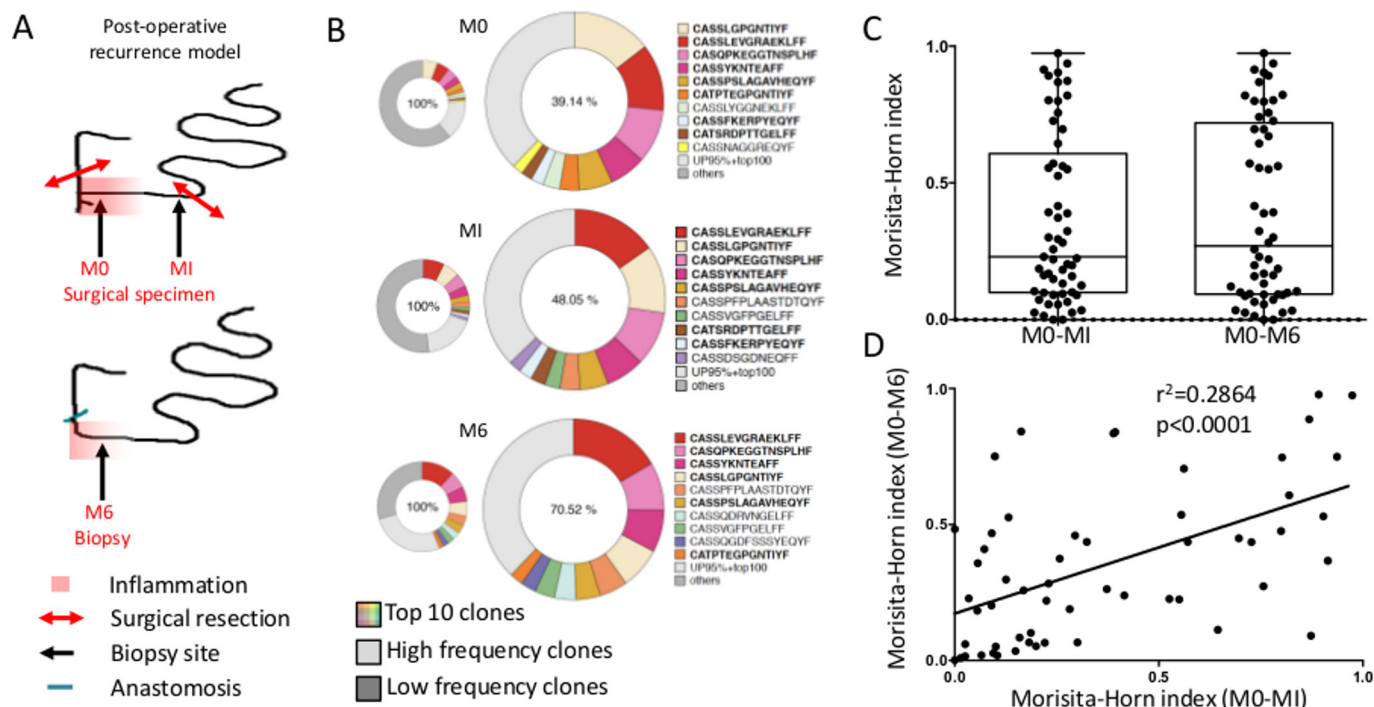 A
Post-operative
recurrence model
M0
MI
Surgical specimen
M6
Biopsy
Inflammation
Surgical resection
Biopsy site
Anastomosis
B
M0
100%
39.14 %
CASSLGPGNTIYF
CASSLEVGRAEKLFF
CASQPKEGGTNSPLHF
CASSYKNTEAFF
CASSPSLAGAVHEQYF
CATPTEGPGNTIYF
CASSLYGGNEKLFF
CASSFKERPYEQYF
CATSRDPTTGELFF
CASSNAGGREQYF
UP95%+top100
others
MI
100%
48.05 %
CASSLEVGRAEKLFF
CASSLGPGNTIYF
CASQPKEGGTNSPLHF
CASSYKNTEAFF
CASSPSLAGAVHEQYF
CASSPFPLAASTDTQYF
CASSVGFPGELFF
CATSRDPTTGELFF
CASSFKERPYEQYF
CASSDSGDNEQFF
UP95%+top100
others
M6
100%
70.52 %
CASSLEVGRAEKLFF
CASQPKEGGTNSPLHF
CASSYKNTEAFF
CASSLGPGNTIYF
CASSPFPLAASTDTQYF
CASSPSLAGAVHEQYF
CASSQDRVNGELFF
CASSVGFPGELFF
CASSQGDFSSSYEQYF
CATPTEGPGNTIYF
UP95%+top100
others
Top 10 clones
High frequency clones
Low frequency clones
C
Morisita-Horn index
1.0
0.5
0.0
M0-MI
M0-M6
D
Morisita-Horn index (M0-M6)
1.0
0.5
0.0
r²=0.2864
p<0.0001
0.0
0.5
1.0
Morisita-Horn index (M0-MI)